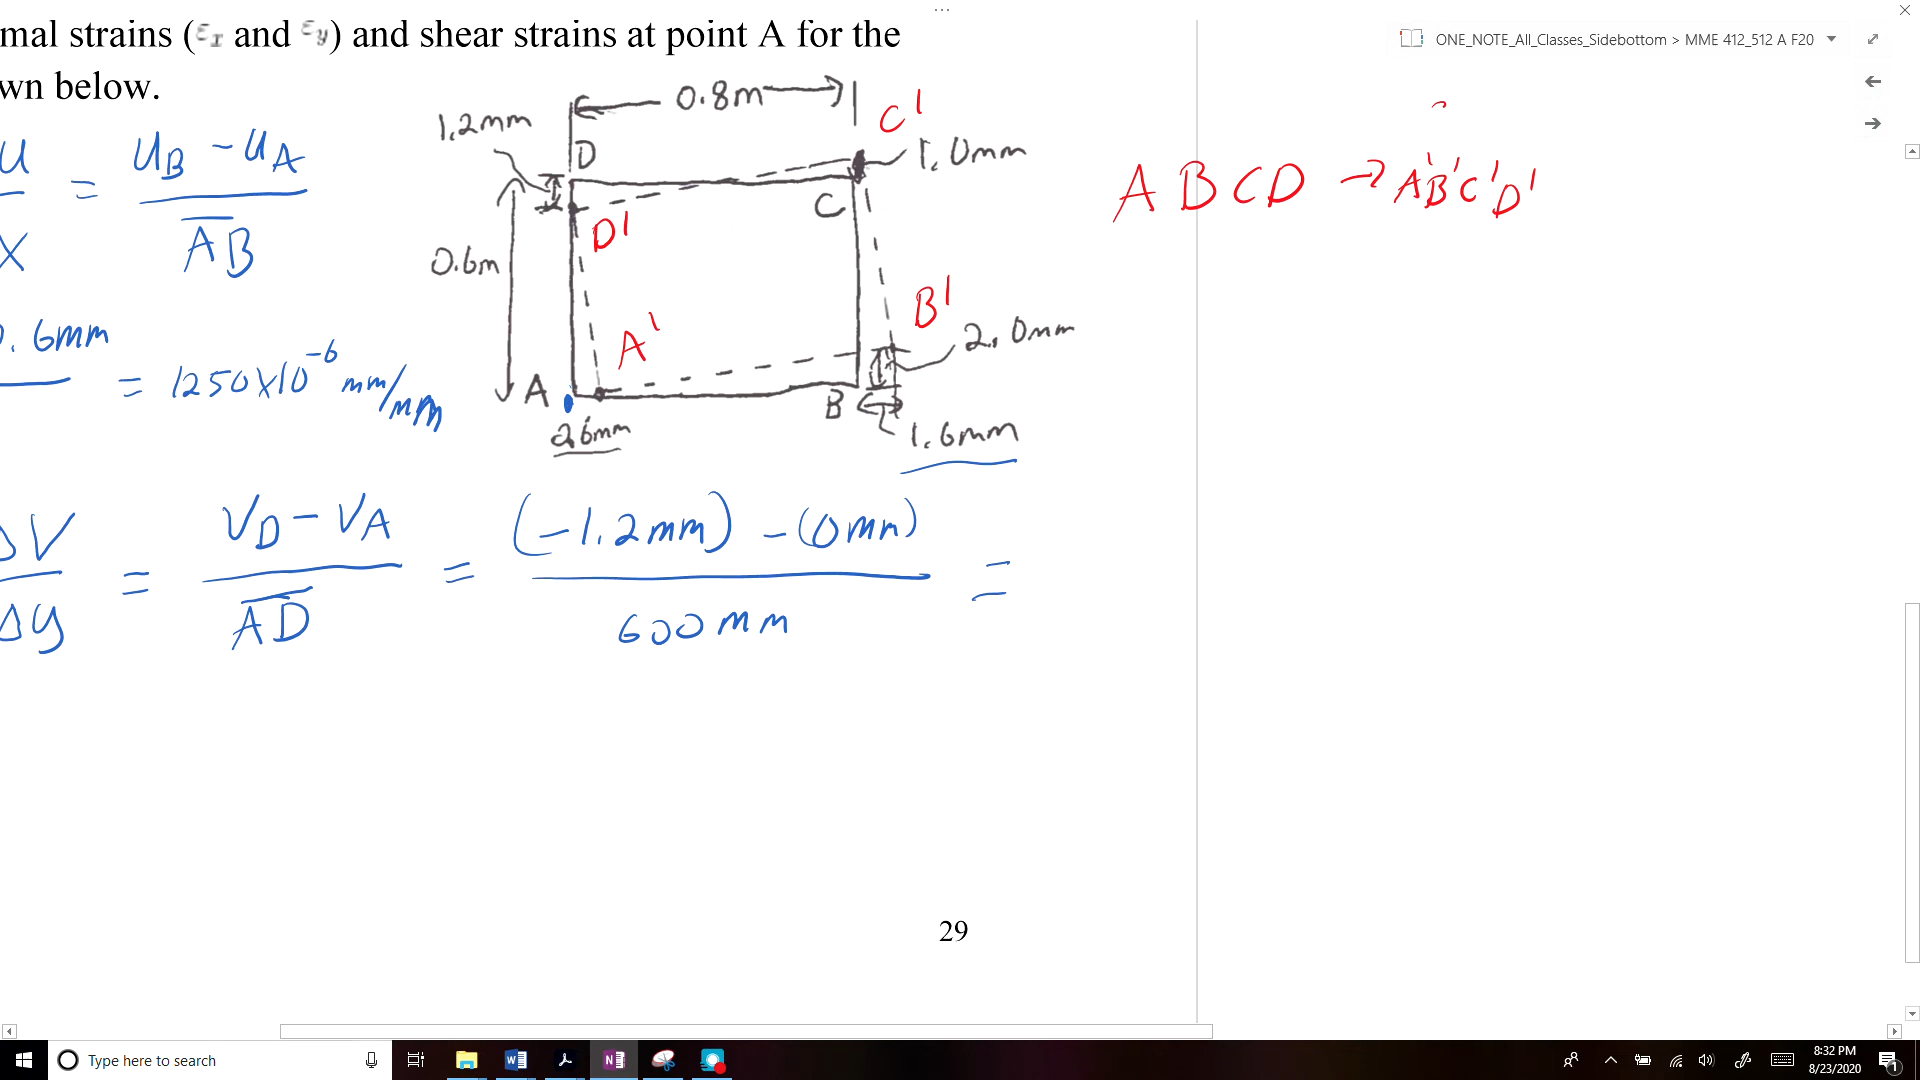 mal strains (εx and εy) and shear strains at point A for the
wn below.
ONE_NOTE_All_Classes_Sidebottom > MME 412_512 A F20
0.8m
C'
1.2mm
D
1.0mm
C
D'
0.6m
A'
B'
2.0mm
A
B
1.6mm
ABCD → A'B'C'D'
u = uB - uA
X AB
. 6mm
= 1250X10⁻⁶ mm/mm
ΔV = VD - VA = (-1.2mm) - (0mm) =
Δy AD 600mm
29
Type here to search
8:32 PM
8/23/2020
1